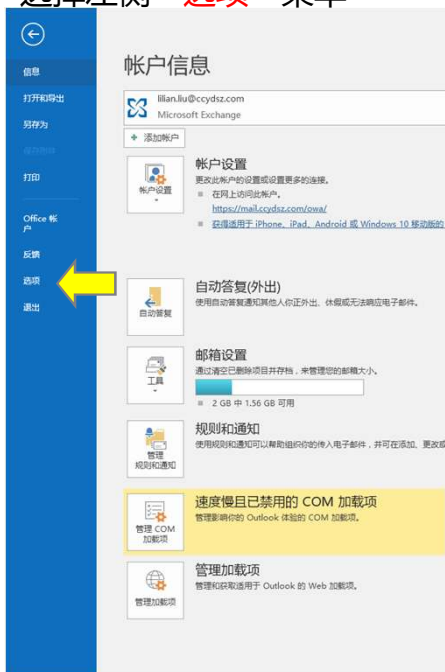 选择左侧“选项”菜单
信息
打开和导出
另存为
保存附件
打印
Office 帐
户
反馈
选项
退出
帐户信息
lilian.liu@ccydsz.com
Microsoft Exchange
添加帐户
帐户设置
帐户设置
更改此帐户的设置或设置更多的连接。
在网上访问此帐户。
https://mail.ccydsz.com/owa/
获得适用于 iPhone、iPad、Android 或 Windows 10 移动版的
自动答复
自动答复(外出)
使用自动答复通知其他人你正外出、休假或无法响应电子邮件。
工具
邮箱设置
通过清空已删除项目并存档，来管理您的邮箱大小。
2 GB 中 1.56 GB 可用
管理
规则和通知
规则和通知
使用规则和通知可以帮助组织你的传入电子邮件，并可在添加、更改或
管理 COM
加载项
速度慢且已禁用的 COM 加载项
管理影响你的 Outlook 体验的 COM 加载项。
管理加载项
管理加载项
管理和获取适用于 Outlook 的 Web 加载项。